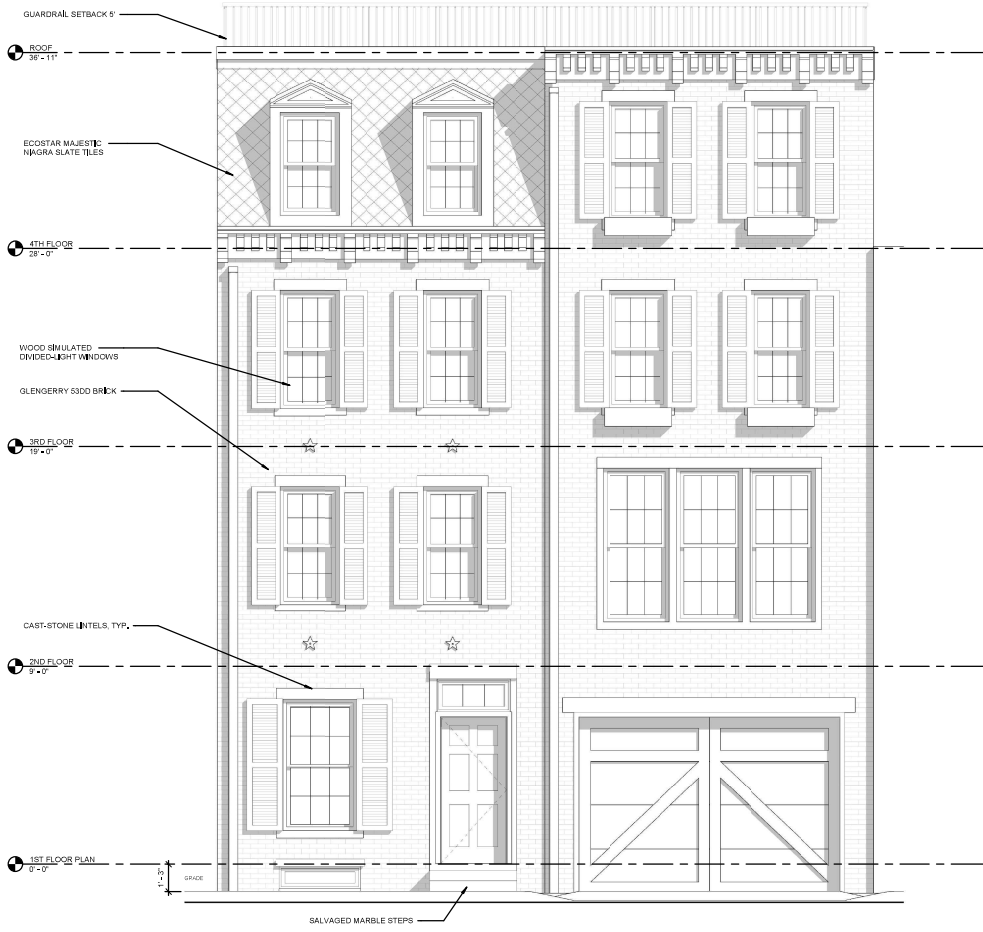 GUARDRAIL SETBACK 5'
ROOF
36' - 11"
ECOSTAR MAJESTIC
NIAGRA SLATE TILES
4TH FLOOR
28' - 0"
WOOD SIMULATED
DIVIDED-LIGHT WINDOWS
GLENGERRY 53DD BRICK
3RD FLOOR
19' - 0"
CAST-STONE LINTELS, TYP.
2ND FLOOR
9' - 0"
1ST FLOOR PLAN
0' - 0"
1' - 3"
GRADE
SALVAGED MARBLE STEPS